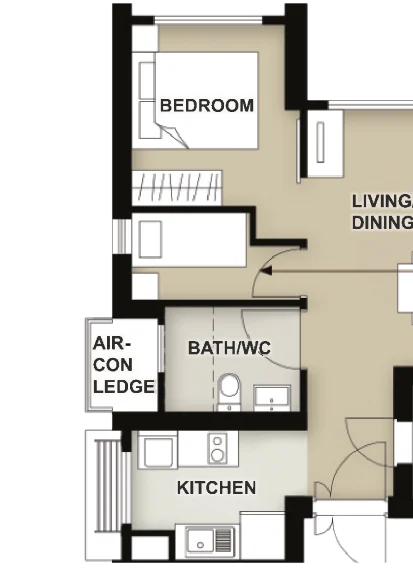 BEDROOM
LIVING/
DINING
AIR-
CON
LEDGE
BATH/WC
KITCHEN